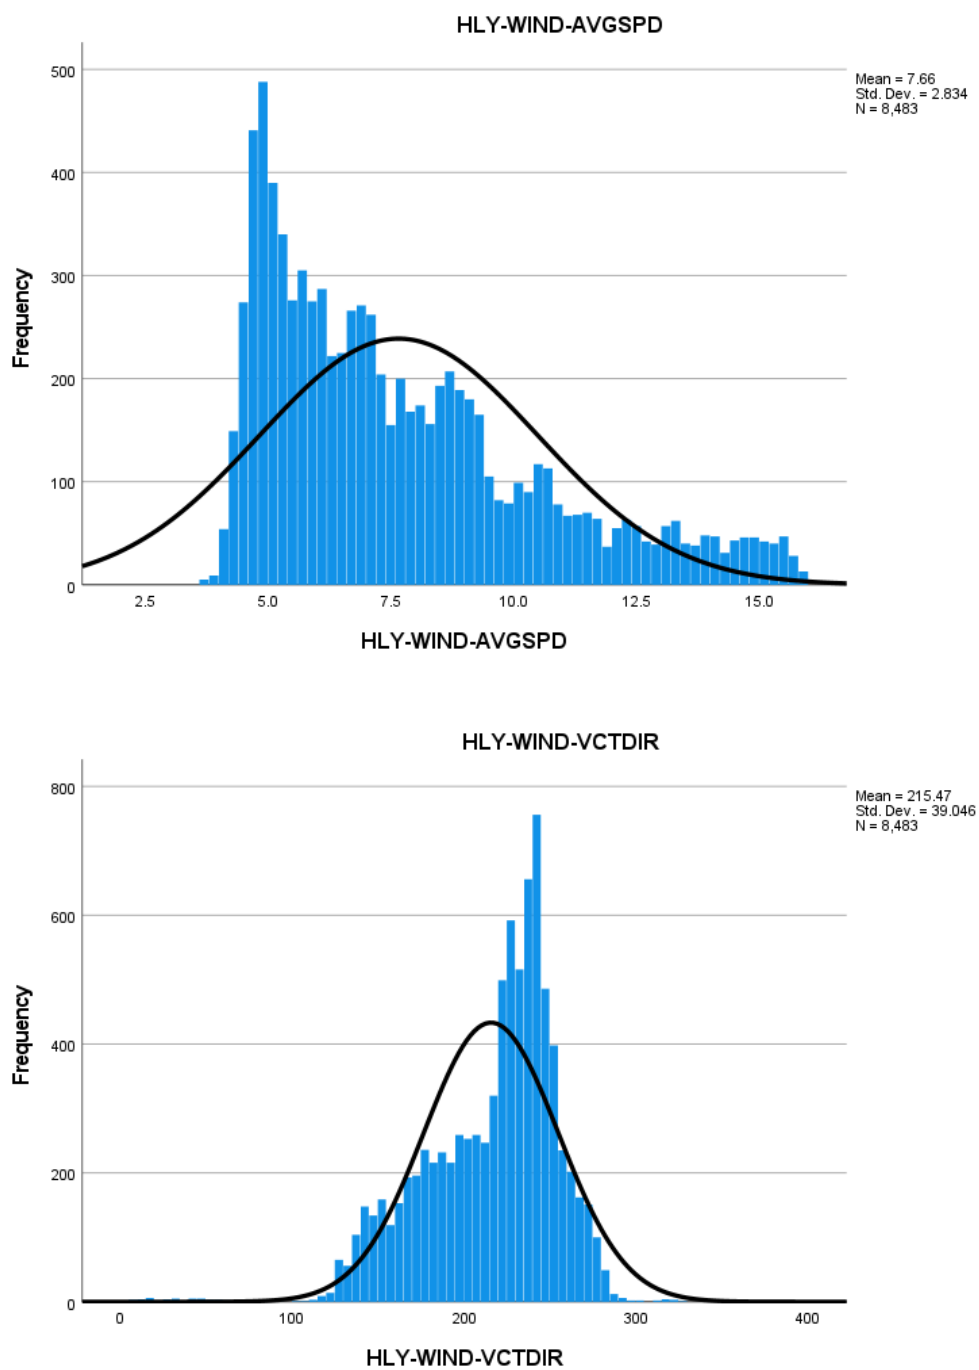 HLY-WIND-AVGSPD
Mean = 7.66
Std. Dev. = 2.834
N = 8,483
500
400
300
200
100
0
Frequency
2.5 5.0 7.5 10.0 12.5 15.0
HLY-WIND-AVGSPD
HLY-WIND-VCTDIR
Mean = 215.47
Std. Dev. = 39.046
N = 8,483
800
600
400
200
0
Frequency
0 100 200 300 400
HLY-WIND-VCTDIR